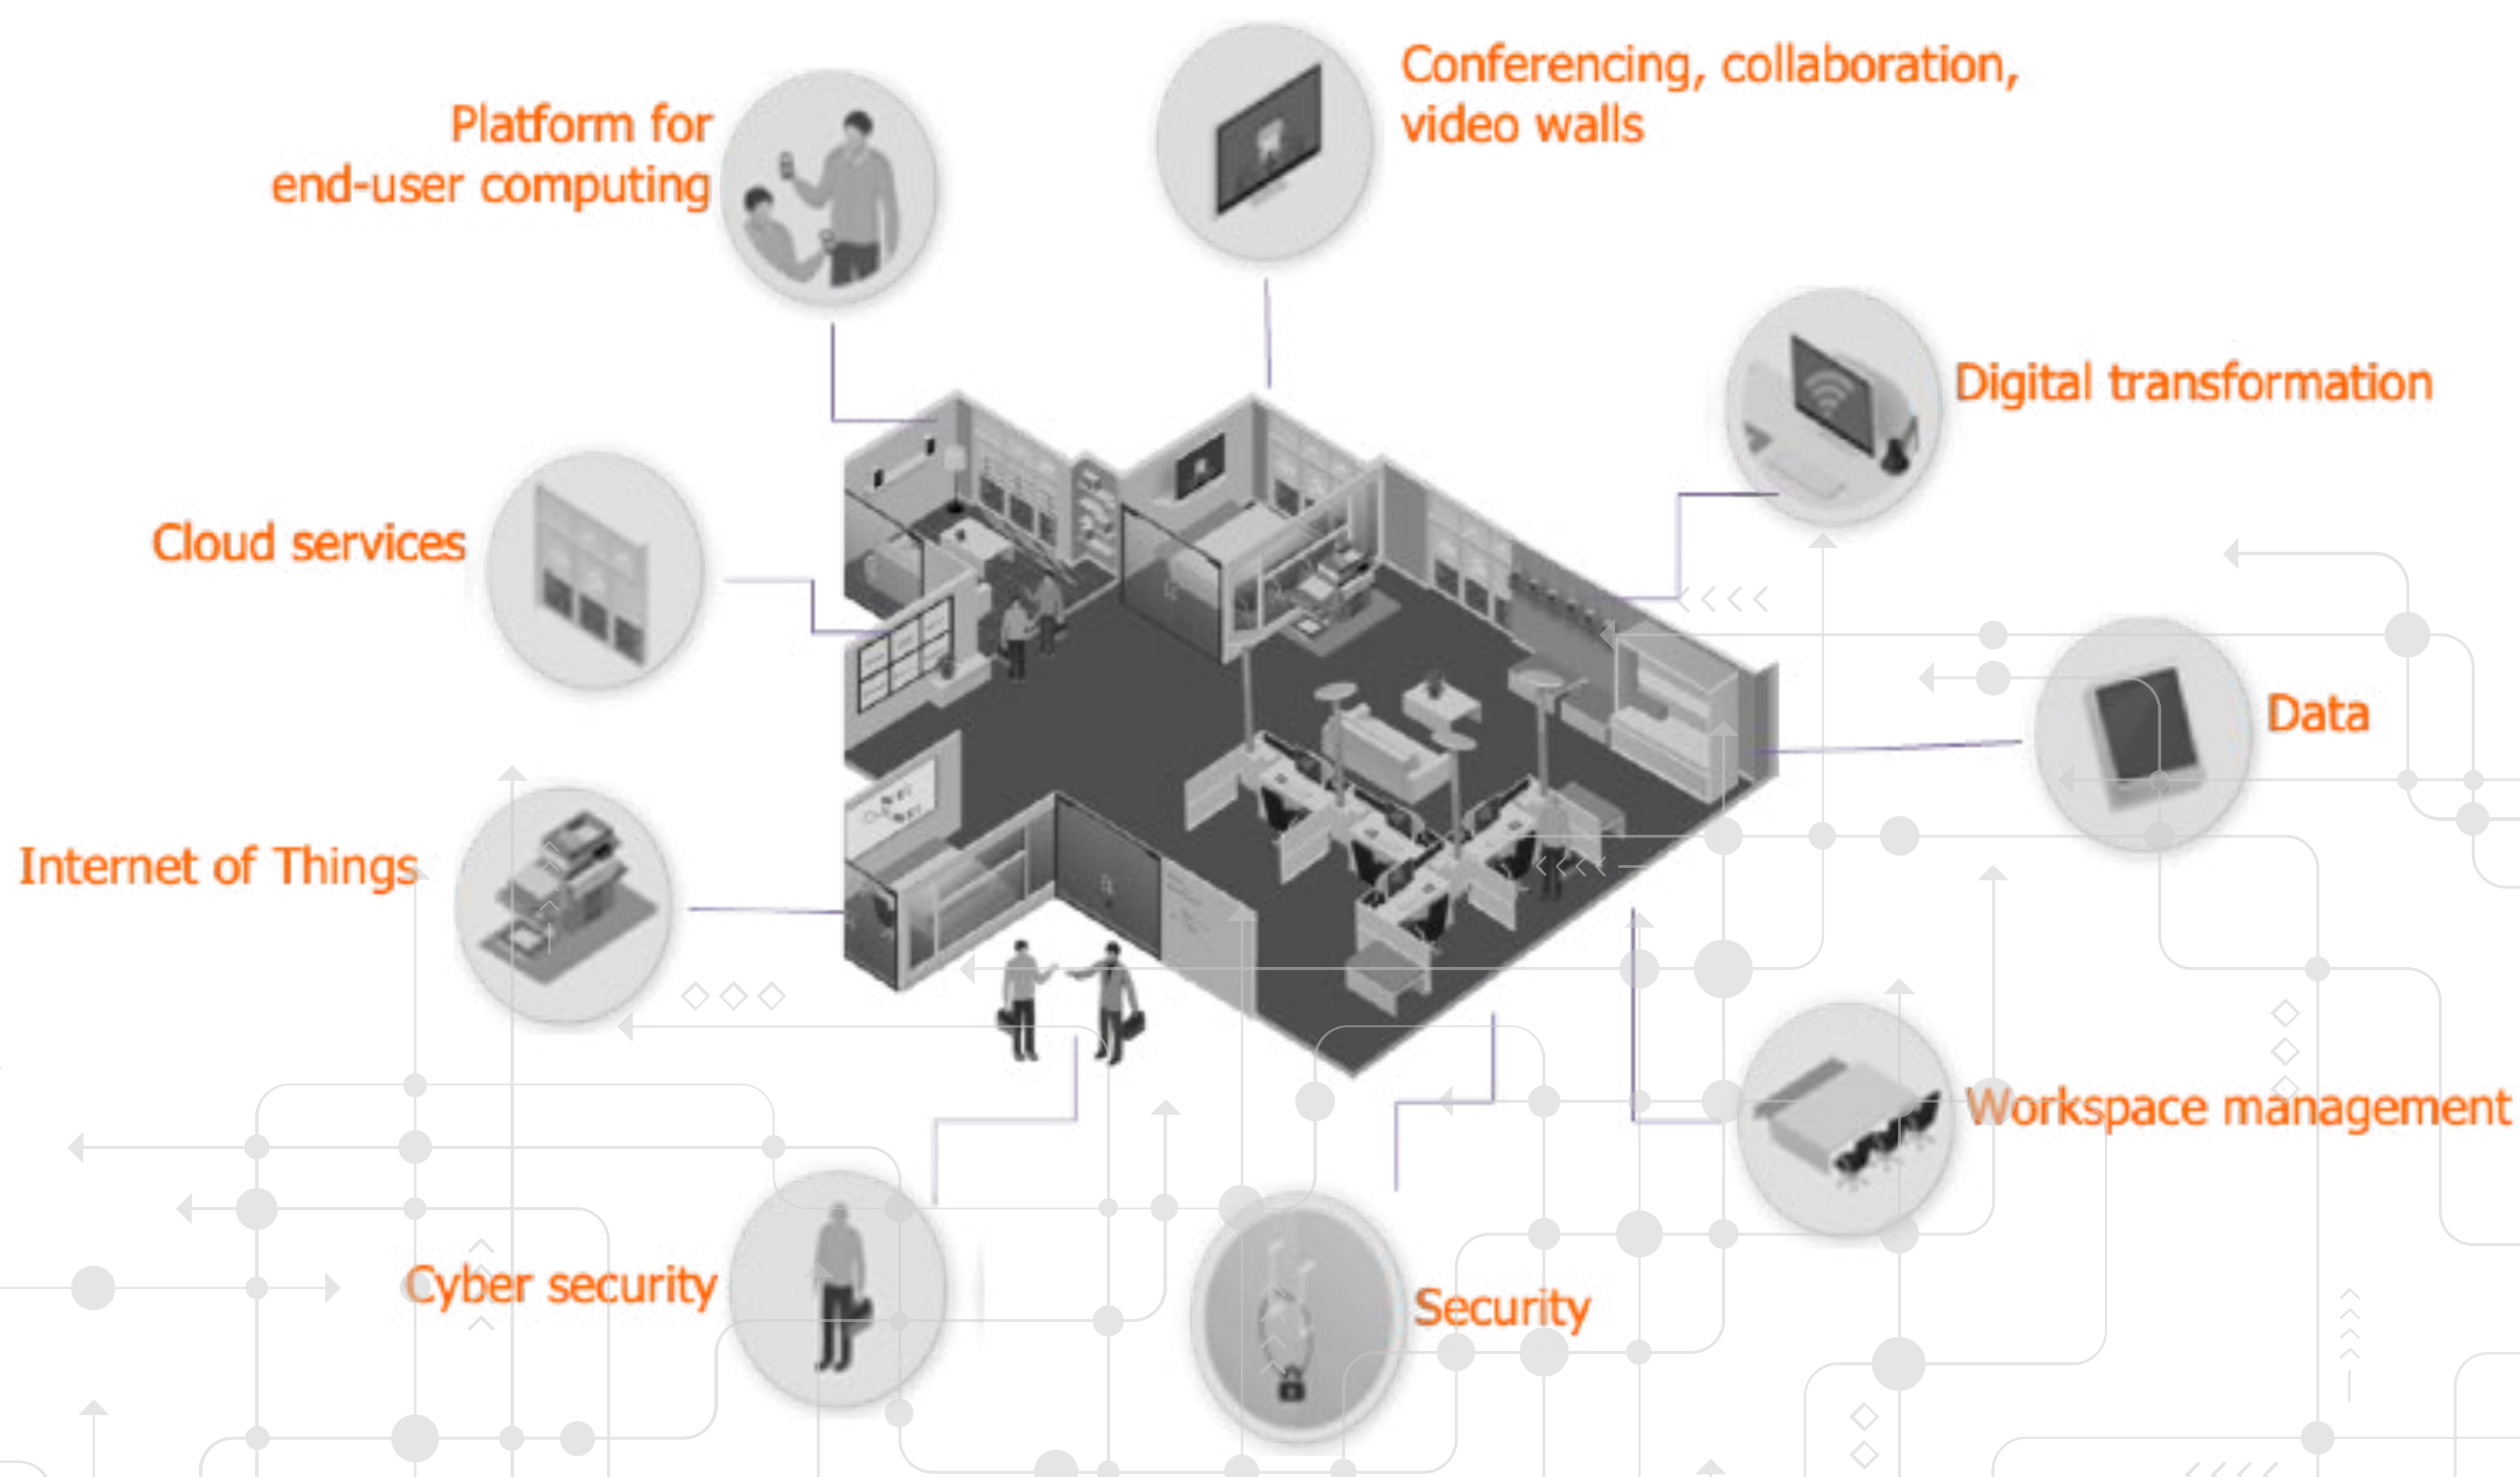 Conferencing, collaboration,
video walls
Platform for
end-user computing
Digital transformation
Cloud services
Data
Internet of Things
Workspace management
Cyber security
Security